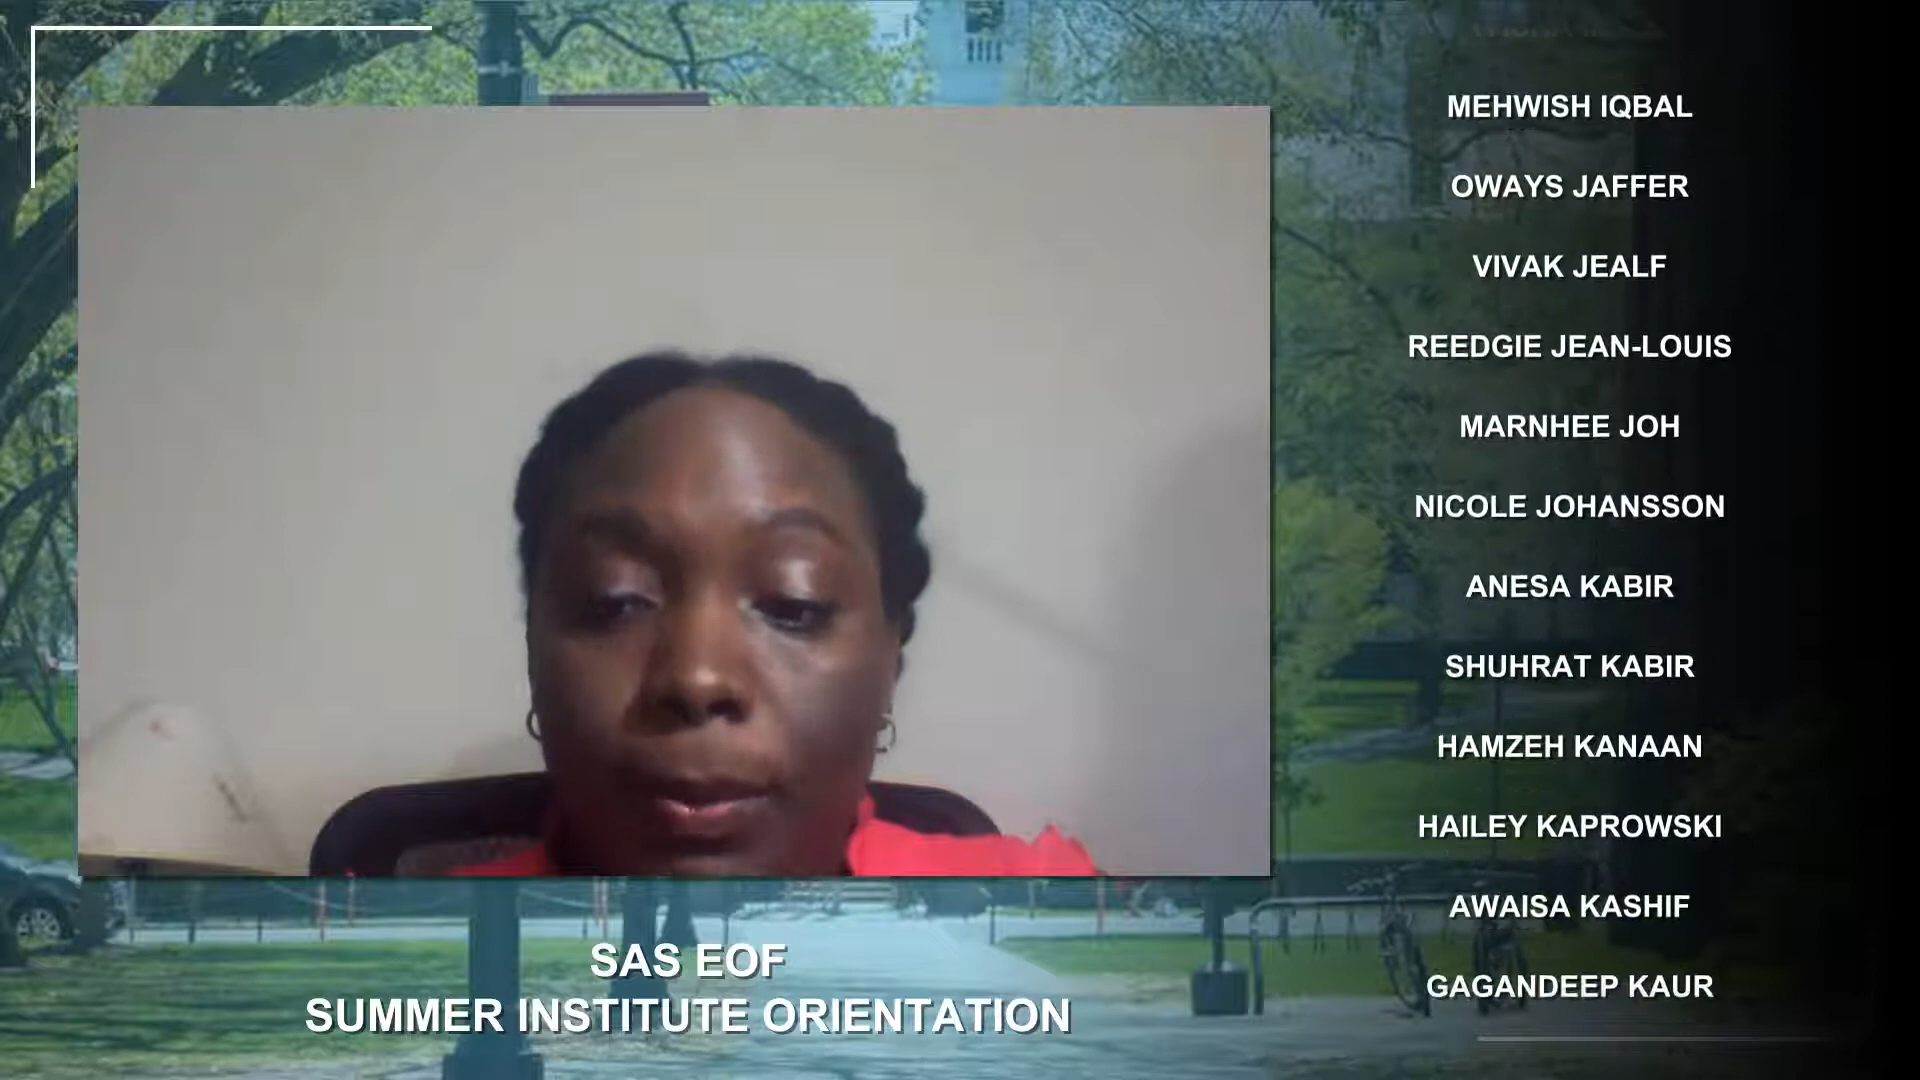 MEHWISH IQBAL
OWAYS JAFFER
VIVAK JEALF
REEDGIE JEAN-LOUIS
MARNHEE JOH
NICOLE JOHANSSON
ANESA KABIR
SHUHRAT KABIR
HAMZEH KANAAN
HAILEY KAPROWSKI
AWAISA KASHIF
GAGANDEEP KAUR
SAS EOF
SUMMER INSTITUTE ORIENTATION